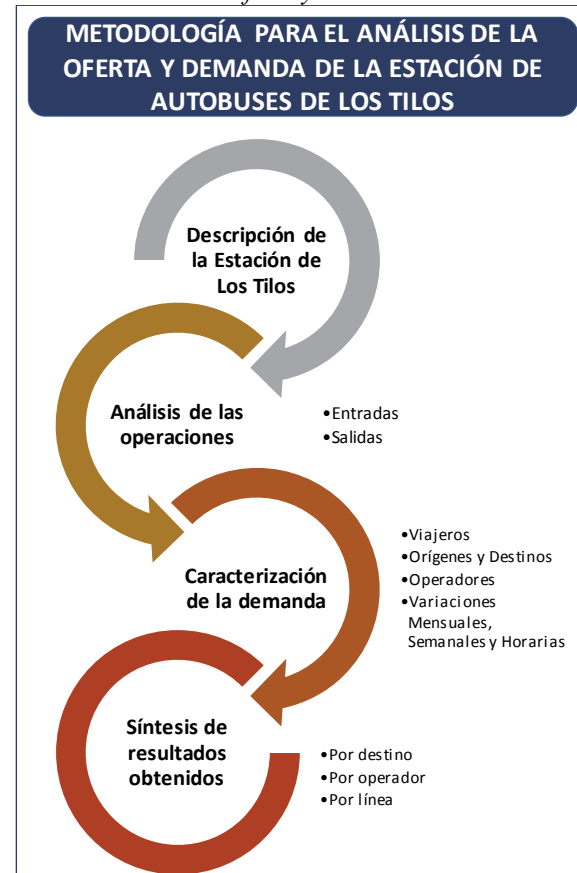 METODOLOGÍA PARA EL ANÁLISIS DE LA
OFERTA Y DEMANDA DE LA ESTACIÓN DE
AUTOBUSES DE LOS TILOS
Descripción de
la Estación de
Los Tilos
Análisis de las
operaciones
•Entradas
•Salidas
Caracterización
de la demanda
•Viajeros
•Orígenes y Destinos
•Operadores
•Variaciones
Mensuales,
Semanales y Horarias
Síntesis de
resultados
obtenidos
•Por destino
•Por operador
•Por línea